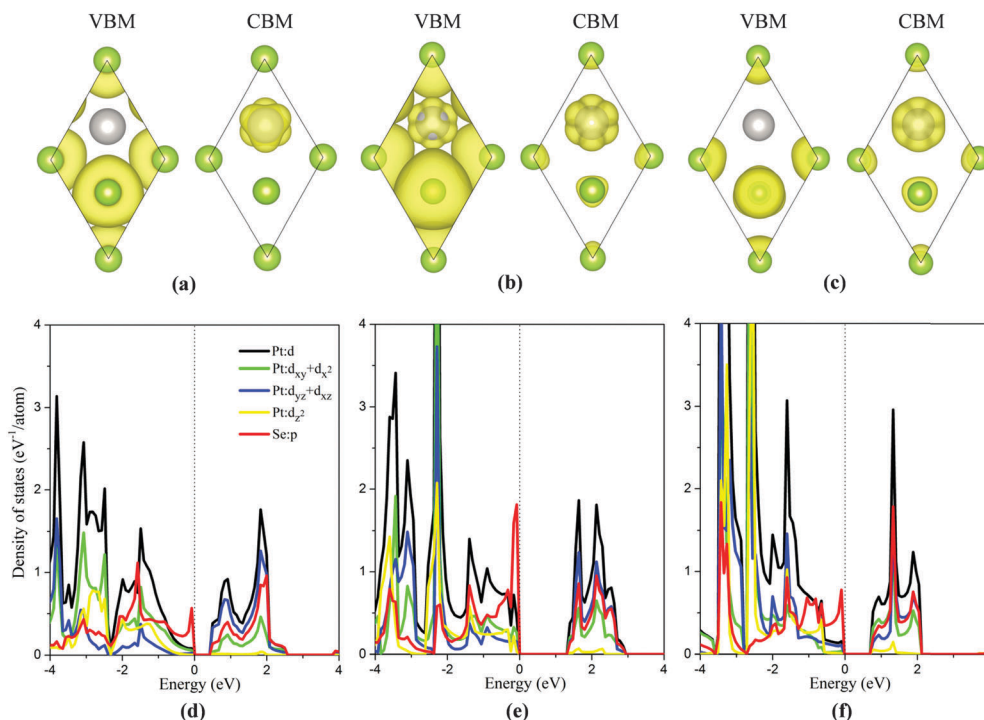 VBM CBM VBM CBM VBM CBM
(a) (b) (c)
Density of states (eV⁻¹/atom)
4
3
2
1
0
-4 -2 0 2 4
Energy (eV)
(d)
Pt:d
Pt:dxy+dx²
Pt:dyz+dxz
Pt:dz²
Se:p
4
3
2
1
0
-4 -2 0 2 4
Energy (eV)
(e)
4
3
2
1
0
-4 -2 0 2 4
Energy (eV)
(f)